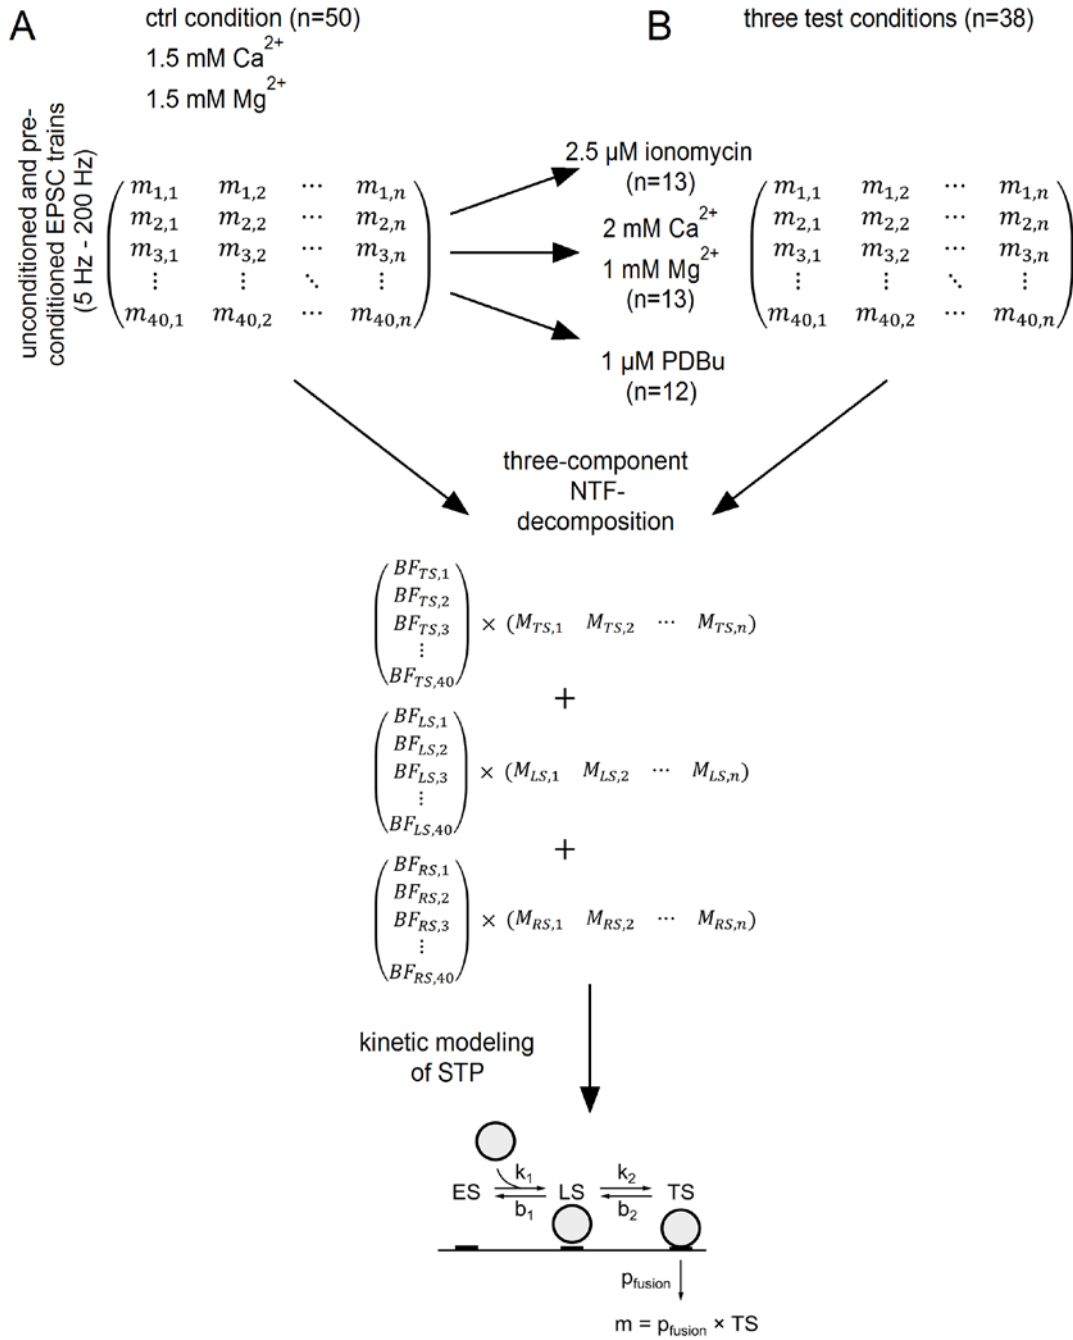 A
ctrl condition (n=50)
1.5 mM Ca2+
1.5 mM Mg2+
unconditioned and pre-
conditioned EPSC trains
(5 Hz - 200 Hz)
m1,1 m1,2 ⋯ m1,n
m2,1 m2,2 ⋯ m2,n
m3,1 m3,2 ⋯ m3,n
⋮ ⋮ ⋱ ⋮
m40,1 m40,2 ⋯ m40,n
2.5 µM ionomycin
(n=13)
2 mM Ca2+
1 mM Mg2+
(n=13)
1 µM PDBu
(n=12)
B
three test conditions (n=38)
m1,1 m1,2 ⋯ m1,n
m2,1 m2,2 ⋯ m2,n
m3,1 m3,2 ⋯ m3,n
⋮ ⋮ ⋱ ⋮
m40,1 m40,2 ⋯ m40,n
three-component
NTF-
decomposition
BFTS,1
BFTS,2
BFTS,3
⋮
BFTS,40
× (MTS,1 MTS,2 ⋯ MTS,n)
+
BFLS,1
BFLS,2
BFLS,3
⋮
BFLS,40
× (MLS,1 MLS,2 ⋯ MLS,n)
+
BFRS,1
BFRS,2
BFRS,3
⋮
BFRS,40
× (MRS,1 MRS,2 ⋯ MRS,n)
kinetic modeling
of STP
k1 k2
ES LS TS
b1 b2
pfusion
m = pfusion × TS